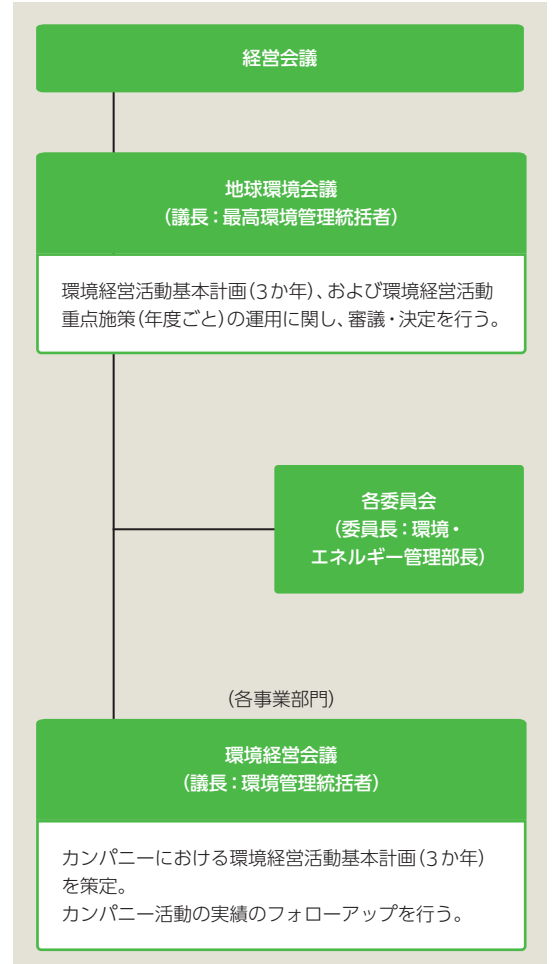 経営会議
地球環境会議
（議長：最高環境管理統括者）
環境経営活動基本計画（3か年）、および環境経営活動
重点施策（年度ごと）の運用に関し、審議・決定を行う。
各委員会
（委員長：環境・
エネルギー管理部長）
（各事業部門）
環境経営会議
（議長：環境管理統括者）
カンパニーにおける環境経営活動基本計画（3か年）
を策定。
カンパニー活動の実績のフォローアップを行う。